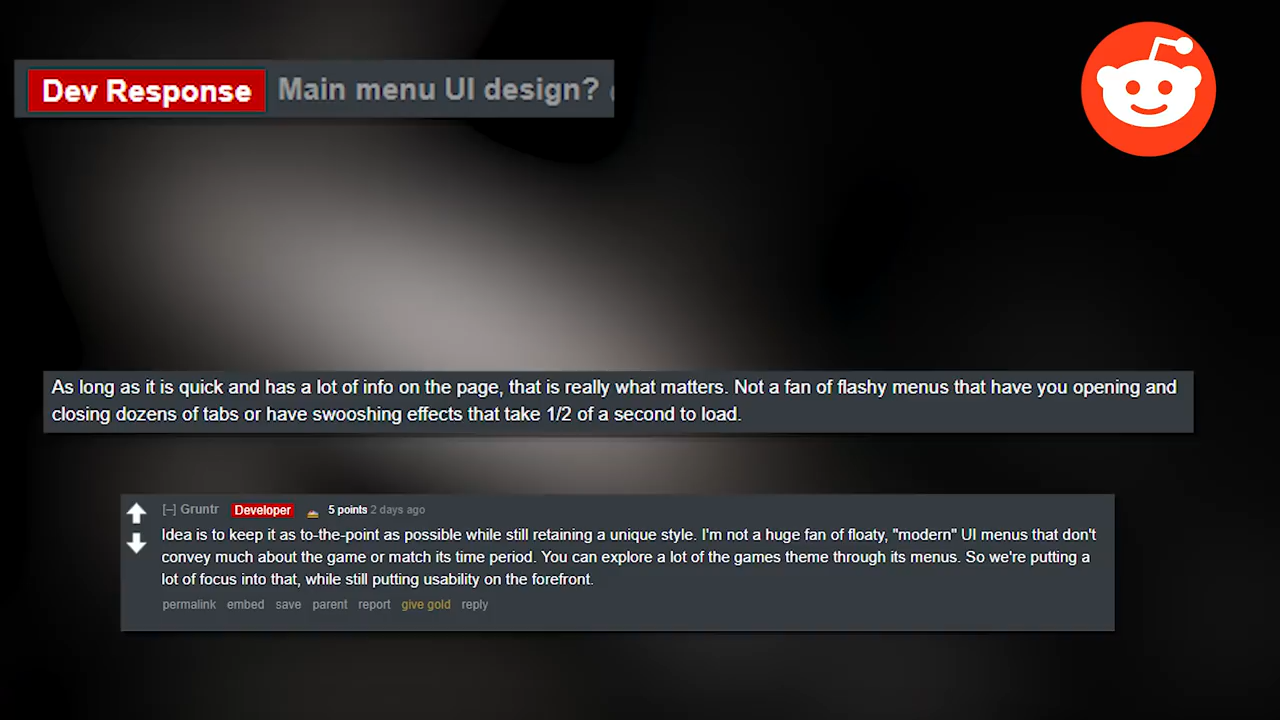 Dev Response Main menu UI design?
As long as it is quick and has a lot of info on the page, that is really what matters. Not a fan of flashy menus that have you opening and
closing dozens of tabs or have swooshing effects that take 1/2 of a second to load.
[–] Gruntr Developer 5 points 2 days ago
Idea is to keep it as to-the-point as possible while still retaining a unique style. I'm not a huge fan of floaty, "modern" UI menus that don't
convey much about the game or match its time period. You can explore a lot of the games theme through its menus. So we're putting a
lot of focus into that, while still putting usability on the forefront.
permalink embed save parent report give gold reply